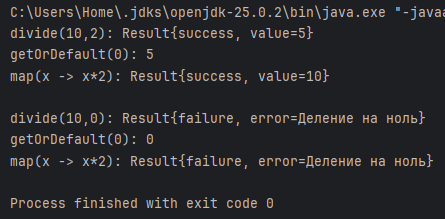 C:\Users\Home\.jdks\openjdk-25.0.2\bin\java.exe "-javaa
divide(10,2): Result{success, value=5}
getOrDefault(0): 5
map(x -> x*2): Result{success, value=10}
divide(10,0): Result{failure, error=Деление на ноль}
getOrDefault(0): 0
map(x -> x*2): Result{failure, error=Деление на ноль}
Process finished with exit code 0